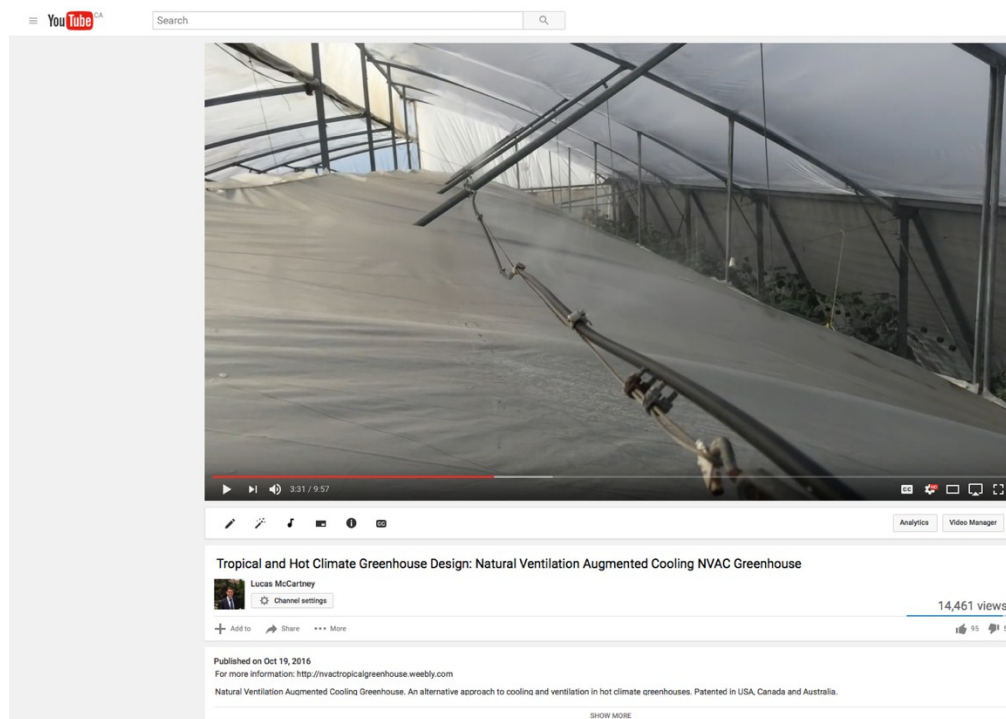 YouTube CA
Search
3:31 / 9:57
CC
HD
CC
Analytics
Video Manager
Tropical and Hot Climate Greenhouse Design: Natural Ventilation Augmented Cooling NVAC Greenhouse
Lucas McCartney
Channel settings
14,461 views
Add to
Share
More
95
Published on Oct 19, 2016
For more information: http://nvactropicalgreenhouse.weebly.com
Natural Ventilation Augmented Cooling Greenhouse. An alternative approach to cooling and ventilation in hot climate greenhouses. Patented in USA, Canada and Australia.
SHOW MORE